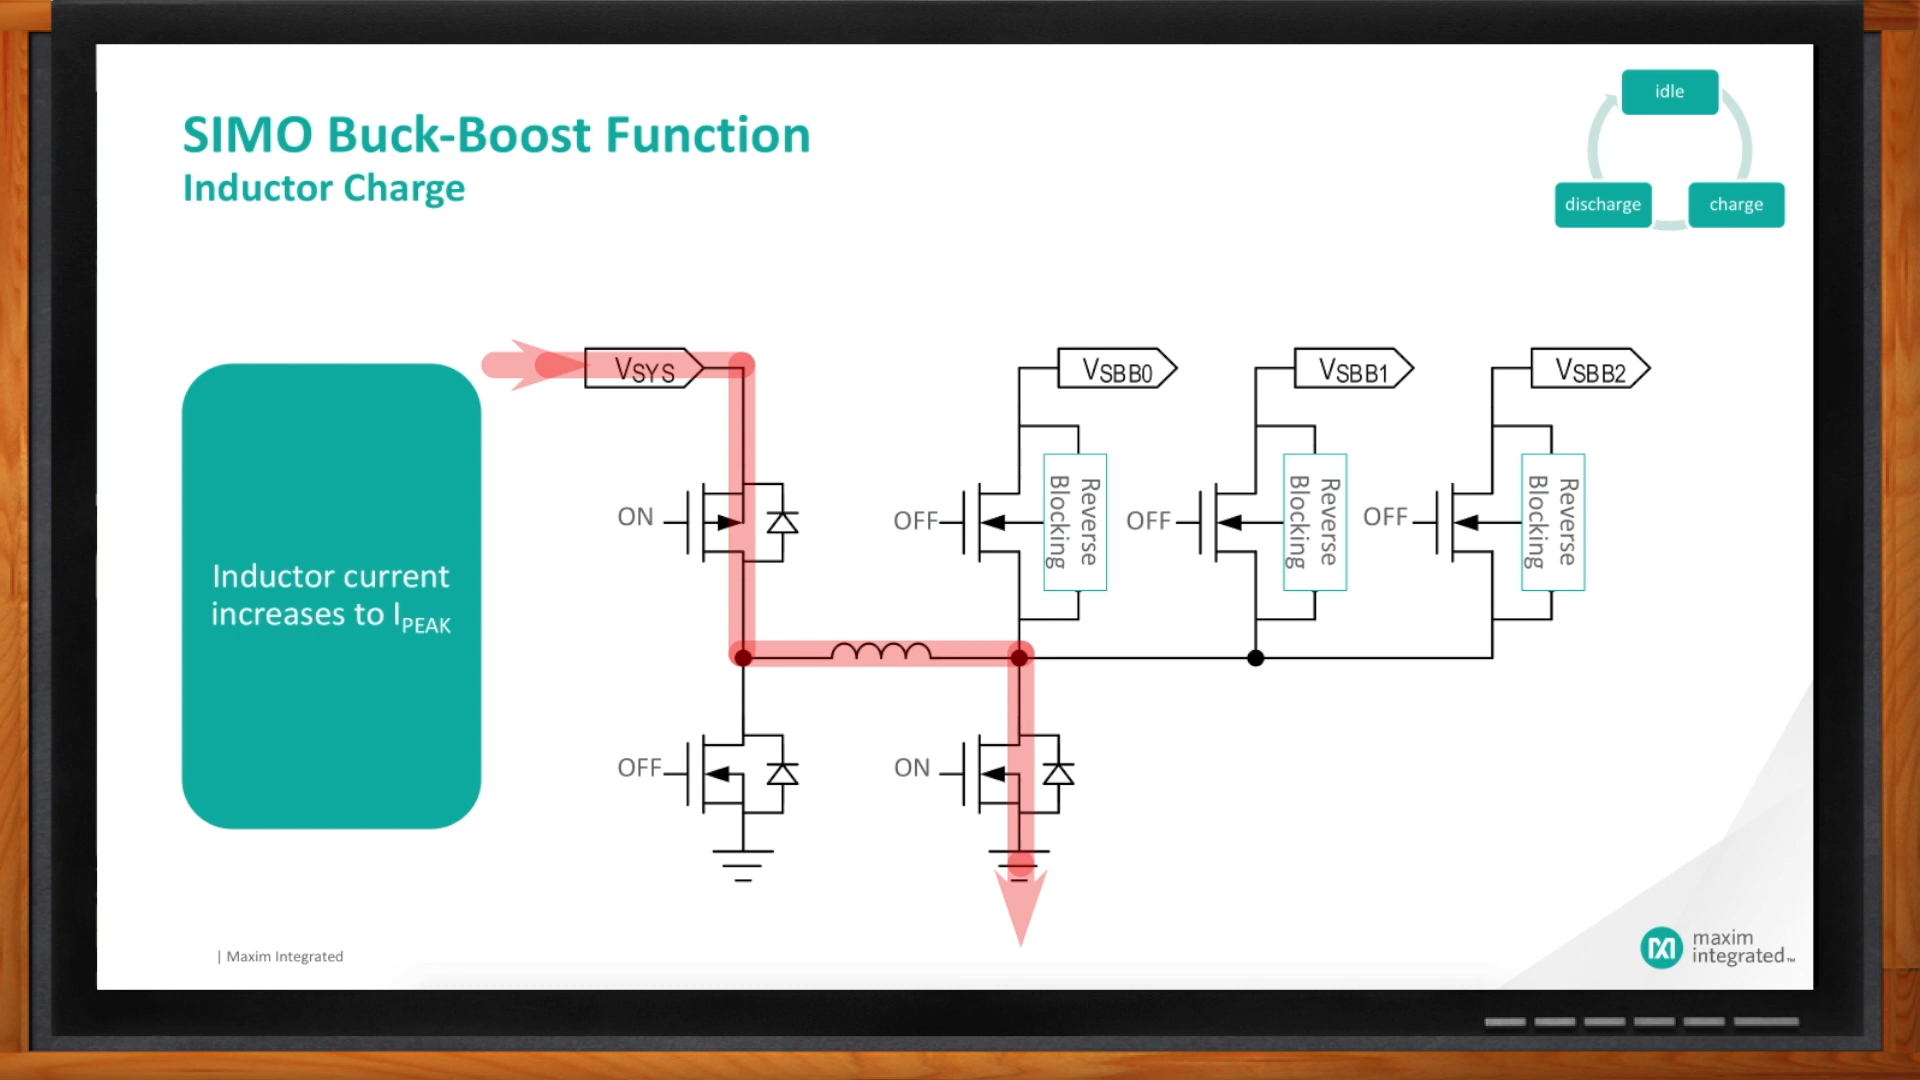 SIMO Buck-Boost Function
Inductor Charge
idle
discharge
charge
Inductor current
increases to IPEAK
VSYS
VSBB0
VSBB1
VSBB2
ON
OFF
OFF
OFF
Reverse
Blocking
Reverse
Blocking
Reverse
Blocking
OFF
ON
| Maxim Integrated
maxim
integrated™